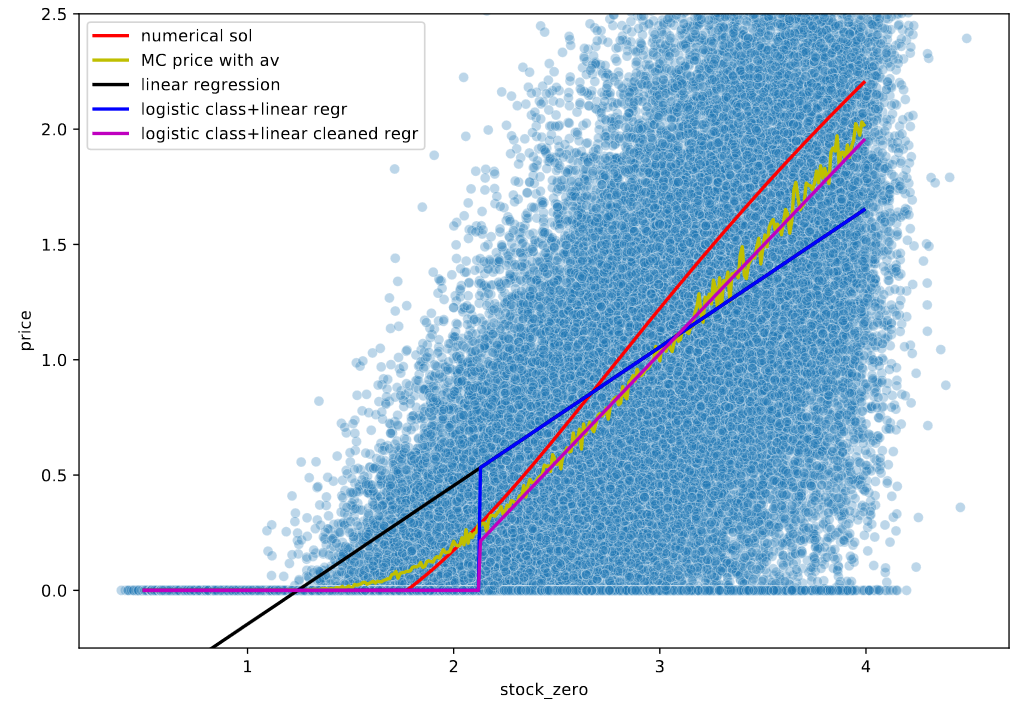 2.5
2.0
1.5
1.0
0.5
0.0
price
numerical sol
MC price with av
linear regression
logistic class+linear regr
logistic class+linear cleaned regr
1 2 3 4
stock_zero